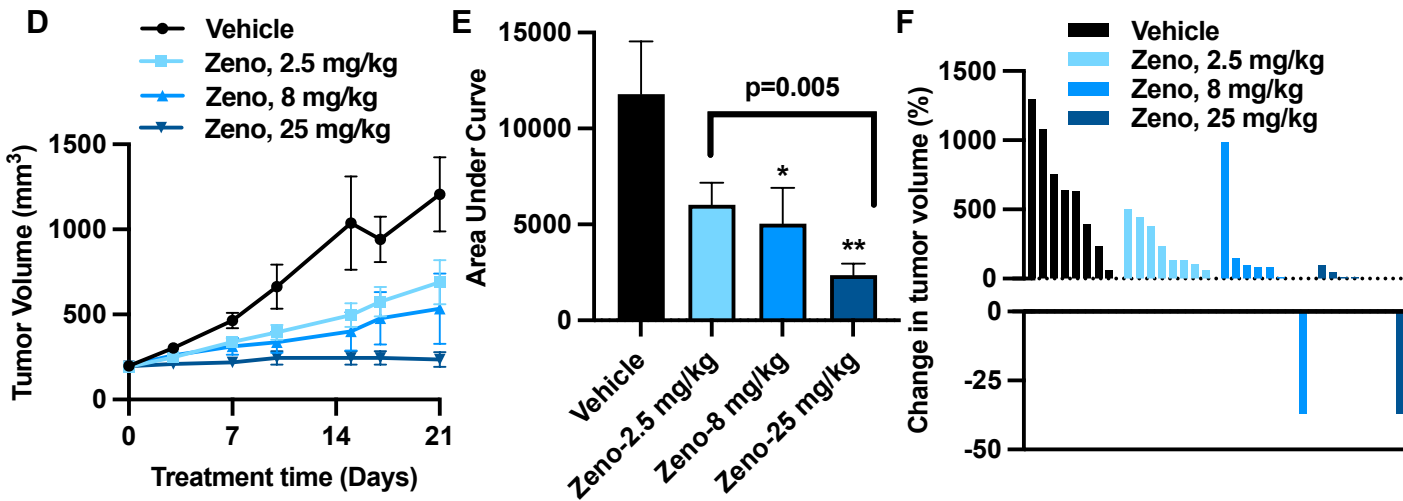 D
Vehicle
Zeno, 2.5 mg/kg
Zeno, 8 mg/kg
Zeno, 25 mg/kg
Tumor Volume (mm³)
1500
1000
500
0
0 7 14 21
Treatment time (Days)
E
Area Under Curve
15000
10000
5000
0
p=0.005
*
**
Vehicle
Zeno-2.5 mg/kg
Zeno-8 mg/kg
Zeno-25 mg/kg
F
Vehicle
Zeno, 2.5 mg/kg
Zeno, 8 mg/kg
Zeno, 25 mg/kg
Change in tumor volume (%)
1500
1000
500
0
0
-25
-50